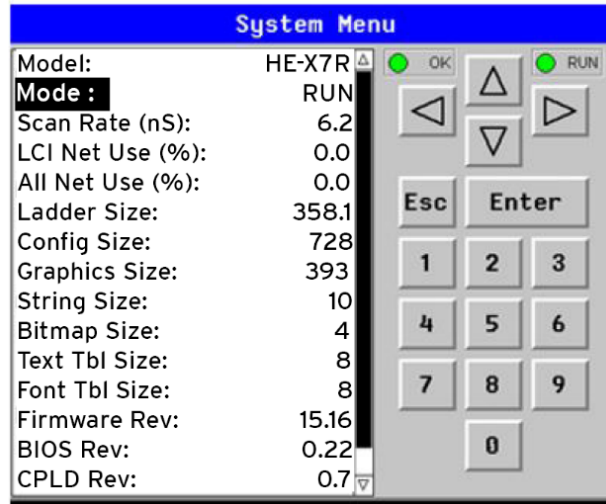 System Menu
Model: HE-X7R
Mode : RUN
Scan Rate (nS): 6.2
LCI Net Use (%): 0.0
All Net Use (%): 0.0
Ladder Size: 358.1
Config Size: 728
Graphics Size: 393
String Size: 10
Bitmap Size: 4
Text Tbl Size: 8
Font Tbl Size: 8
Firmware Rev: 15.16
BIOS Rev: 0.22
CPLD Rev: 0.7
OK RUN
Esc Enter
1 2 3
4 5 6
7 8 9
0